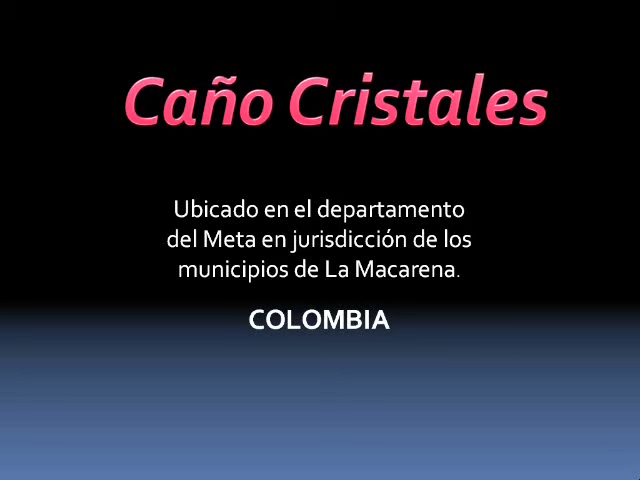 Caño Cristales
Ubicado en el departamento
del Meta en jurisdicción de los
municipios de La Macarena.
COLOMBIA